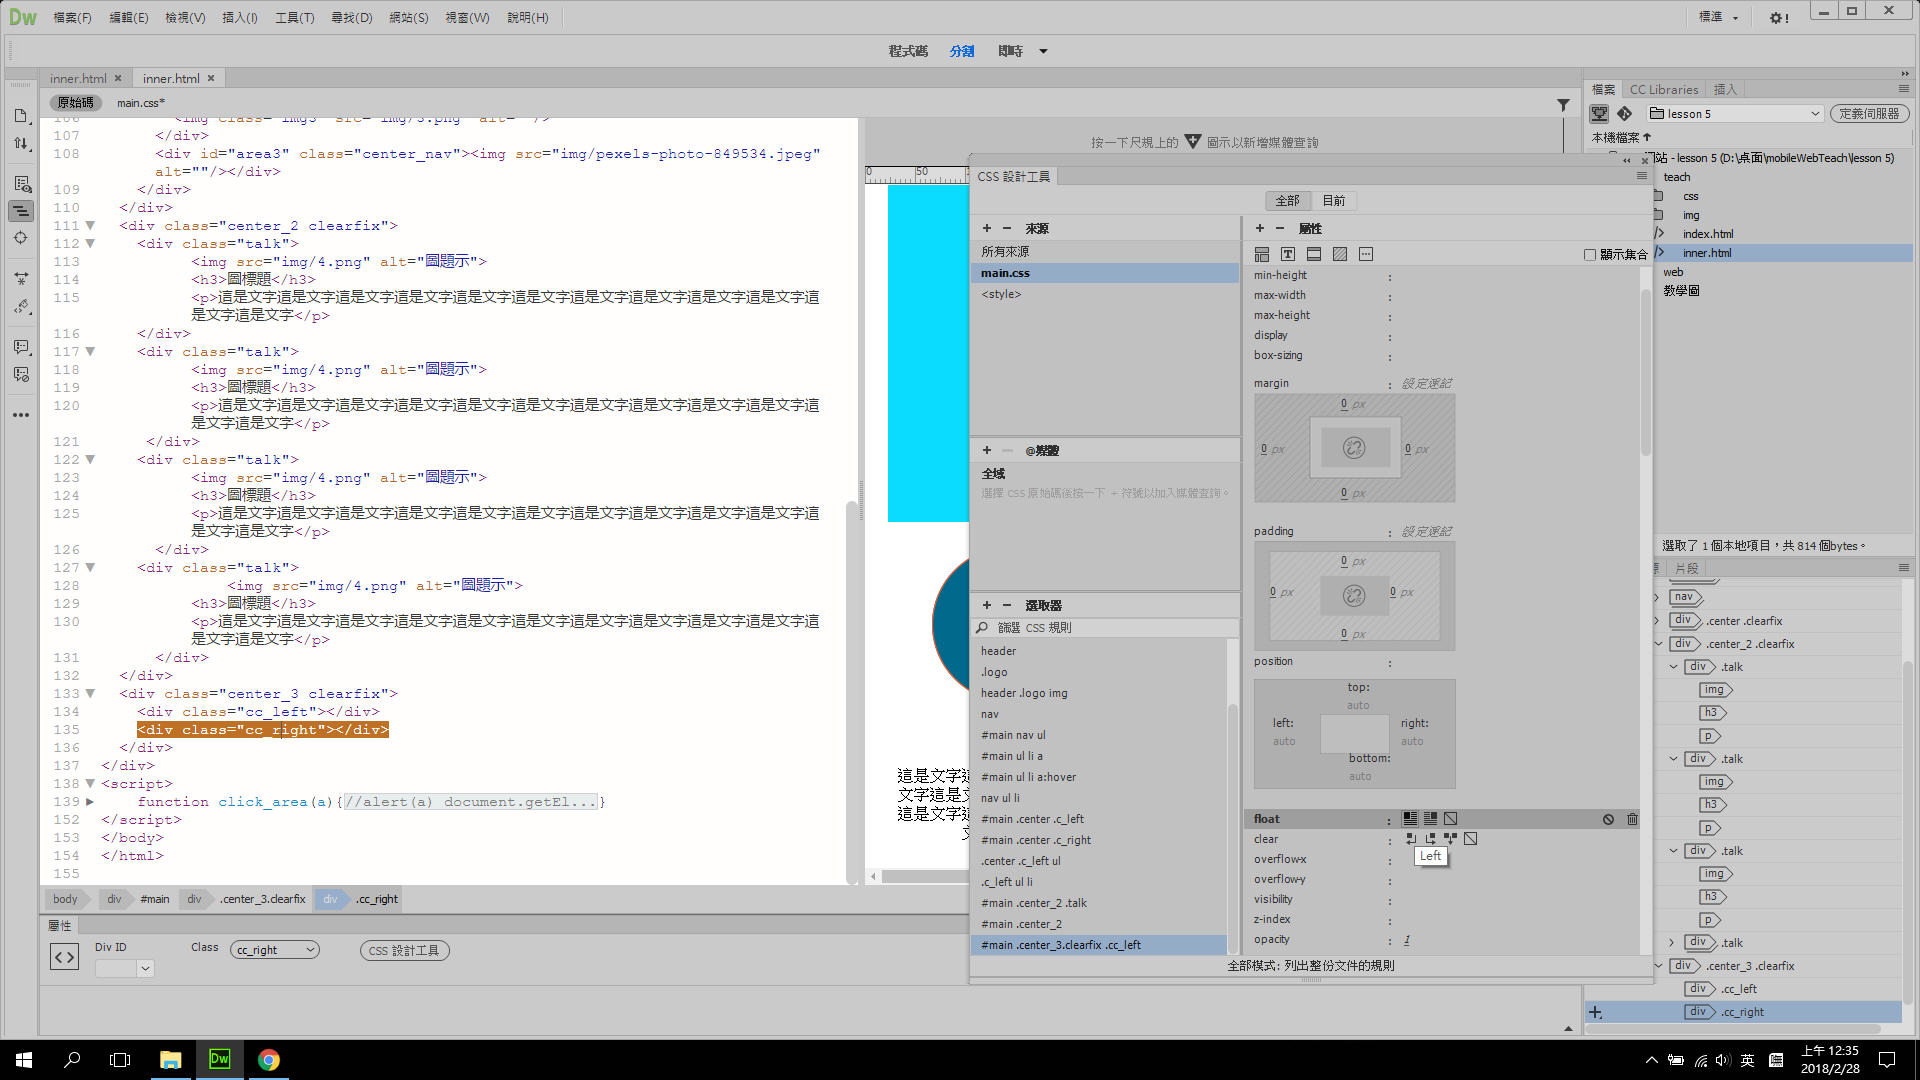 Dw 檔案(F) 編輯(E) 檢視(V) 插入(I) 工具(T) 尋找(D) 網站(S) 視窗(W) 說明(H) 標準
程式碼 分割 即時
inner.html inner.html
原始碼 main.css*
106 <img class="img3" src="img/3.png" alt=""/>
107 </div>
108 <div id="area3" class="center_nav"><img src="img/pexels-photo-849534.jpeg"
alt=""/></div>
109 </div>
110 </div>
111 <div class="center_2 clearfix">
112 <div class="talk">
113 <img src="img/4.png" alt="圖題示">
114 <h3>圖標題</h3>
115 <p>這是文字這是文字這是文字這是文字這是文字這是文字這是文字這是文字這是文字這是文字這
是文字這是文字</p>
116 </div>
117 <div class="talk">
118 <img src="img/4.png" alt="圖題示">
119 <h3>圖標題</h3>
120 <p>這是文字這是文字這是文字這是文字這是文字這是文字這是文字這是文字這是文字這是文字這
是文字這是文字</p>
121 </div>
122 <div class="talk">
123 <img src="img/4.png" alt="圖題示">
124 <h3>圖標題</h3>
125 <p>這是文字這是文字這是文字這是文字這是文字這是文字這是文字這是文字這是文字這是文字這
是文字這是文字</p>
126 </div>
127 <div class="talk">
128 <img src="img/4.png" alt="圖題示">
129 <h3>圖標題</h3>
130 <p>這是文字這是文字這是文字這是文字這是文字這是文字這是文字這是文字這是文字這是文字這
是文字這是文字</p>
131 </div>
132 </div>
133 <div class="center_3 clearfix">
134 <div class="cc_left"></div>
135 <div class="cc_right"></div>
136 </div>
137 </div>
138 <script>
139 function click_area(a){//alert(a) document.getEl...}
152 </script>
153 </body>
154 </html>
155
body div #main div .center_3.clearfix div .cc_right
屬性
Div ID Class cc_right CSS 設計工具
按一下尺規上的 圖示以新增媒體查詢
0 50
這是文字這
文字這是文
這是文字這
CSS 設計工具
全部 目前
+ − 來源
所有來源
main.css
<style>
+ − @媒體
全域
選擇 CSS 原始碼後按一下 + 符號以加入媒體查詢。
+ − 選取器
篩選 CSS 規則
header
.logo
header .logo img
nav
#main nav ul
#main ul li a
#main ul li a:hover
nav ul li
#main .center .c_left
#main .center .c_right
.center .c_left ul
.c_left ul li
#main .center_2 .talk
#main .center_2
#main .center_3.clearfix .cc_left
+ − 屬性
顯示集合
min-height :
max-width :
max-height :
display :
box-sizing :
margin : 設定速記
0 px
0 px 0 px
0 px
padding : 設定速記
0 px
0 px 0 px
0 px
position :
top:
auto
left: right:
auto auto
bottom:
auto
float :
clear :
Left
overflow-x :
overflow-y :
visibility :
z-index :
opacity : 1
全部模式: 列出整份文件的規則
檔案 CC Libraries 插入
lesson 5 定義伺服器
本機檔案
網站 - lesson 5 (D:\桌面\mobileWebTeach\lesson 5)
teach
css
img
index.html
inner.html
web
教學圖
選取了 1 個本地項目，共 814 個bytes。
片段
nav
div .center .clearfix
div .center_2 .clearfix
div .talk
img
h3
p
div .talk
img
h3
p
div .talk
img
h3
p
div .talk
div .center_3 .clearfix
div .cc_left
div .cc_right
Dw 英
上午 12:35
2018/2/28